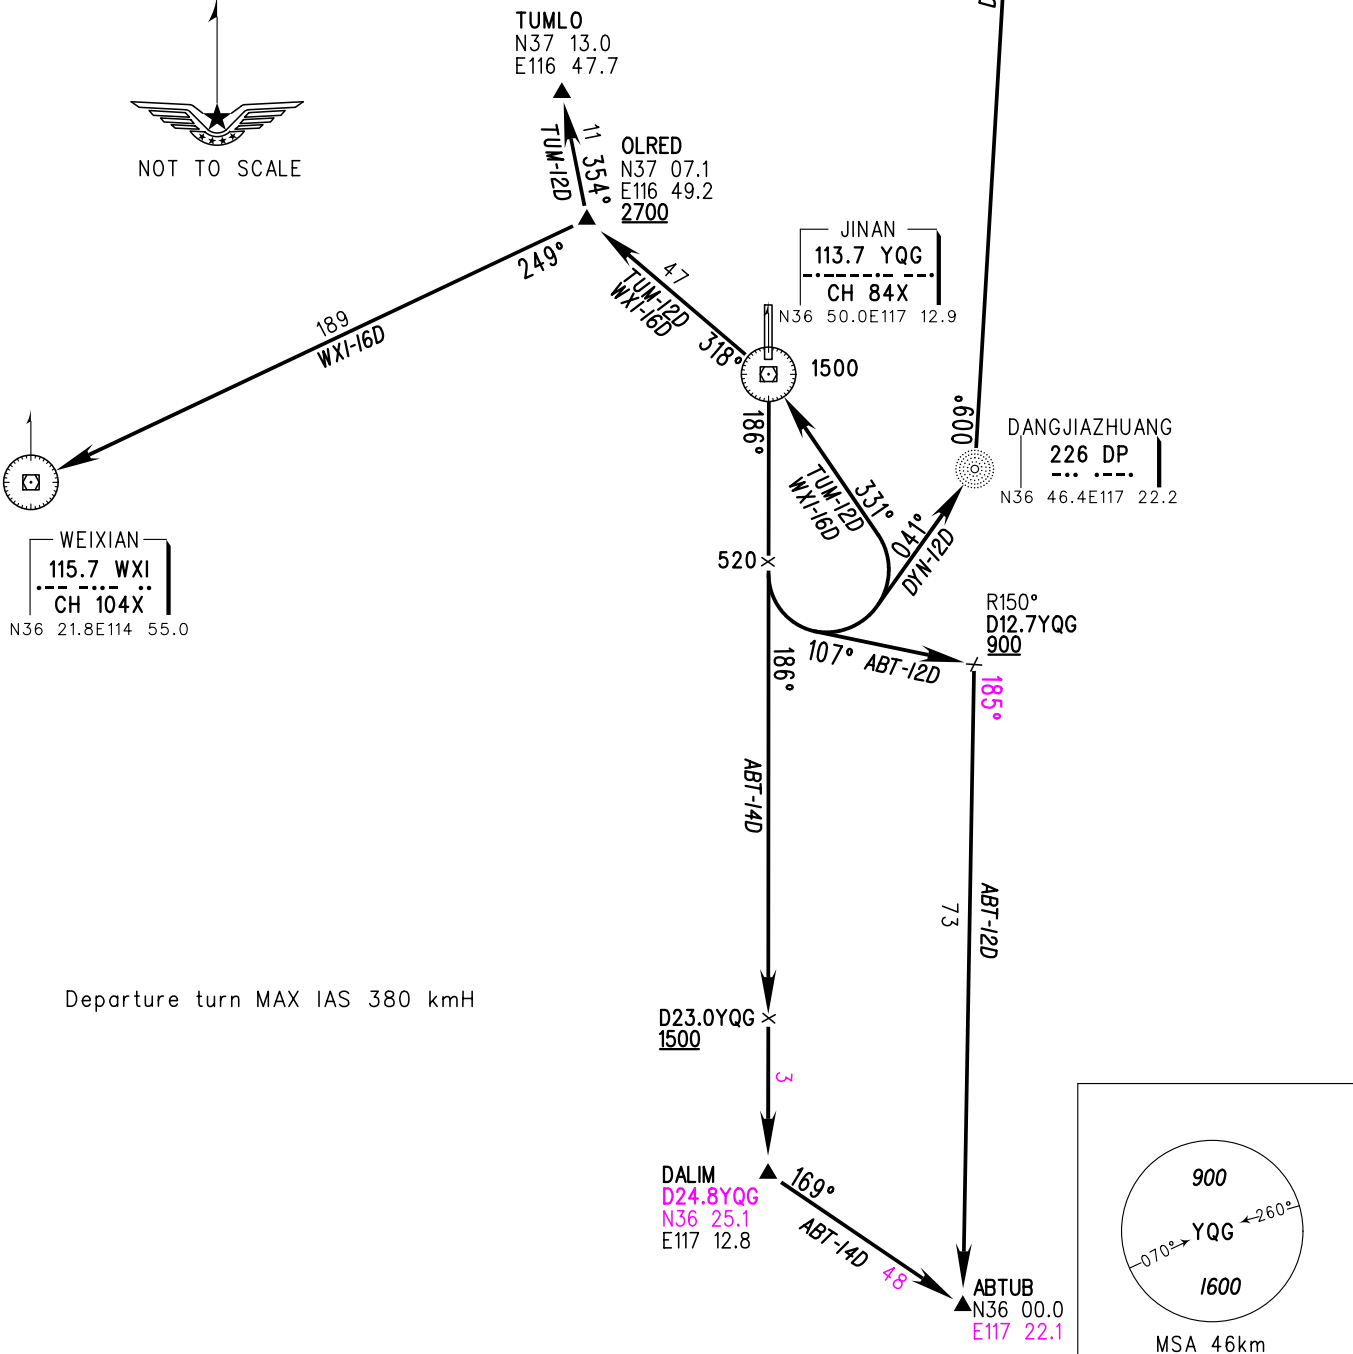 TUMLO
N37 13.0
E116 47.7
NOT TO SCALE
11
354°
TUM-12D
OLRED
N37 07.1
E116 49.2
2700
249°
189
WXI-16D
47
TUM-12D
WXI-16D
318°
JINAN
113.7 YQG
CH 84X
N36 50.0E117 12.9
1500
186°
009°
DANGJIAZHUANG
226 DP
N36 46.4E117 22.2
WEIXIAN
115.7 WXI
CH 104X
N36 21.8E114 55.0
331°
TUM-12D
WXI-16D
041°
DYN-12D
520
R150°
D12.7YQG
900
107° ABT-12D
186°
185°
ABT-14D
73
ABT-12D
Departure turn MAX IAS 380 kmH
D23.0YQG
1500
3
DALIM
D24.8YQG
N36 25.1
E117 12.8
169°
ABT-14D
48
ABTUB
N36 00.0
E117 22.1
900
260°
YQG
070°
1600
MSA 46km